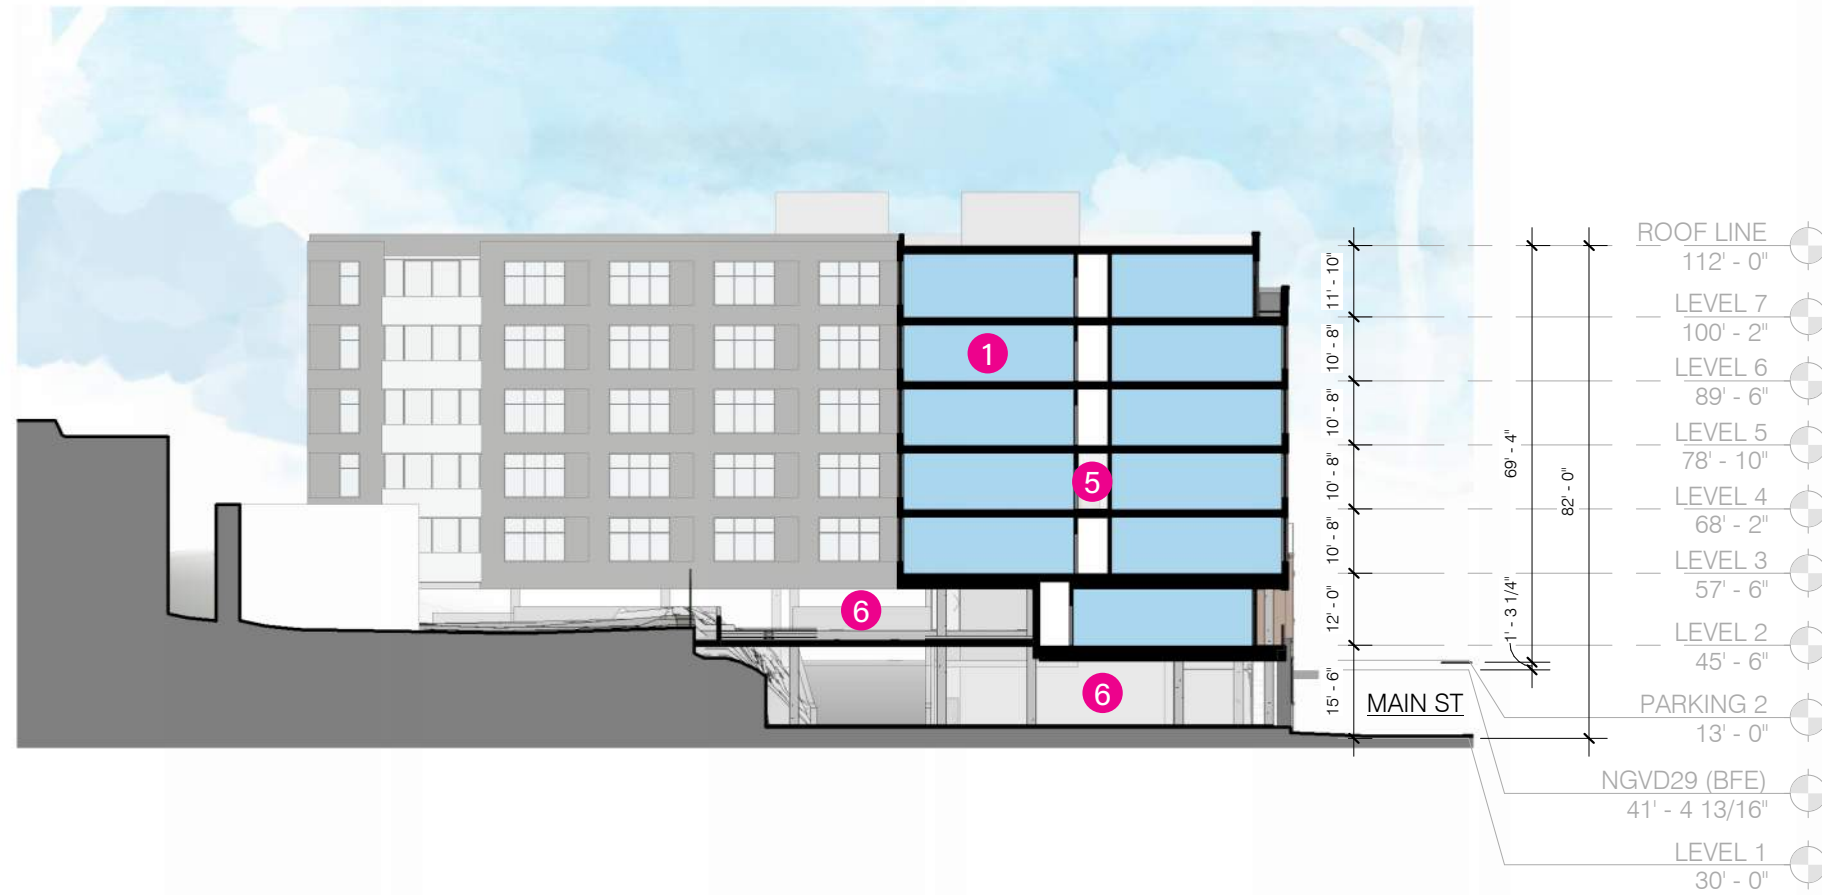 ROOF LINE
112' - 0"
LEVEL 7
100' - 2"
LEVEL 6
89' - 6"
LEVEL 5
78' - 10"
LEVEL 4
68' - 2"
LEVEL 3
57' - 6"
LEVEL 2
45' - 6"
PARKING 2
13' - 0"
NGVD29 (BFE)
41' - 4 13/16"
LEVEL 1
30' - 0"
11' - 10"
10' - 8"
10' - 8"
10' - 8"
10' - 8"
12' - 0"
15' - 6"
69' - 4"
1' - 3 1/4"
82' - 0"
MAIN ST
1
5
6
6